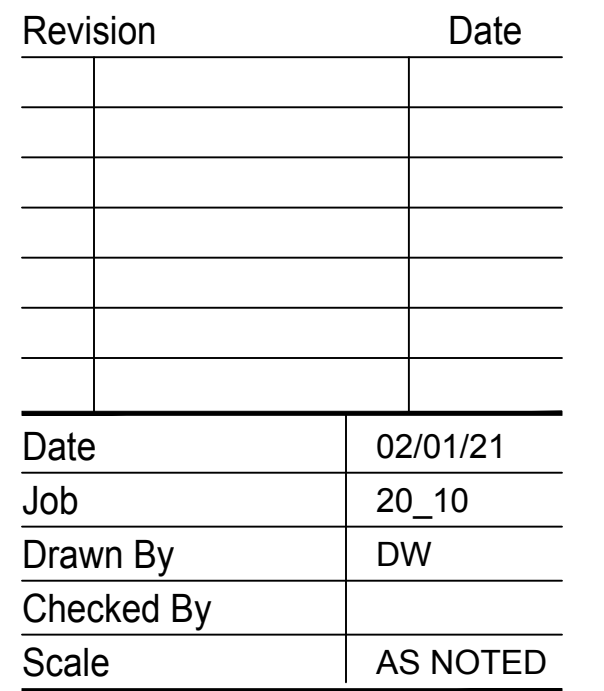 Revision Date
Date 02/01/21
Job 20_10
Drawn By DW
Checked By
Scale AS NOTED